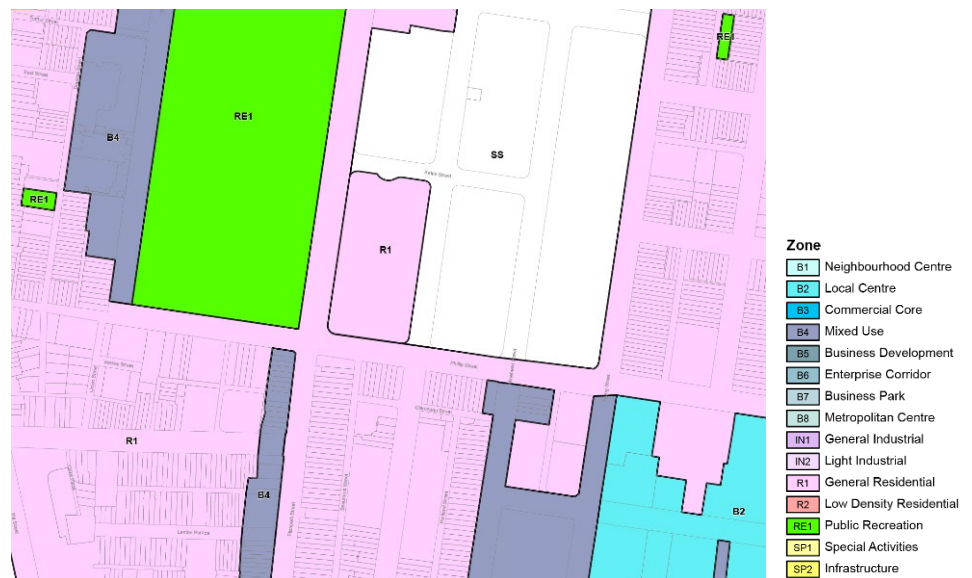 RE1
B4
RE1
SS
RE1
R1
Phillip Street
R1
B4
B2
Zone
B1 Neighbourhood Centre
B2 Local Centre
B3 Commercial Core
B4 Mixed Use
B5 Business Development
B6 Enterprise Corridor
B7 Business Park
B8 Metropolitan Centre
IN1 General Industrial
IN2 Light Industrial
R1 General Residential
R2 Low Density Residential
RE1 Public Recreation
SP1 Special Activities
SP2 Infrastructure